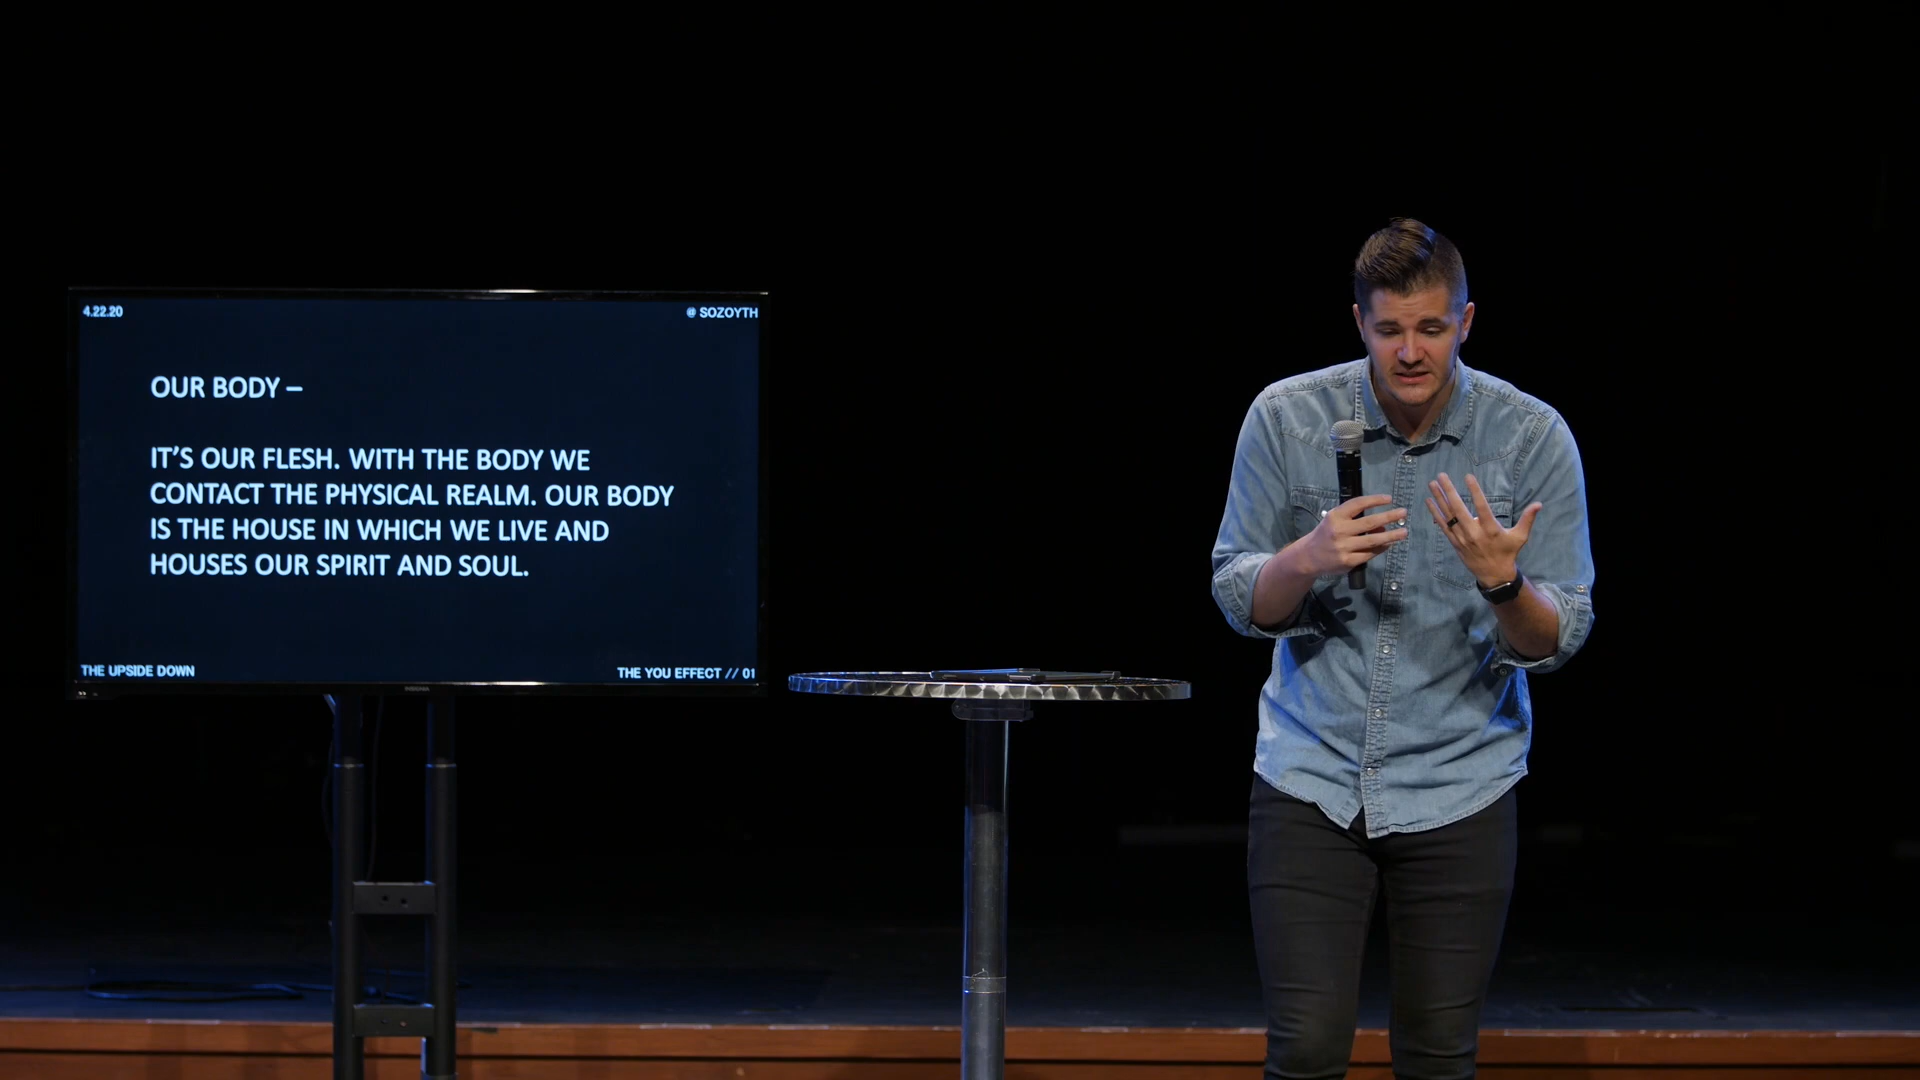 4.22.20
@ SOZOYTH
OUR BODY –
IT'S OUR FLESH. WITH THE BODY WE
CONTACT THE PHYSICAL REALM. OUR BODY
IS THE HOUSE IN WHICH WE LIVE AND
HOUSES OUR SPIRIT AND SOUL.
THE UPSIDE DOWN
THE YOU EFFECT // 01